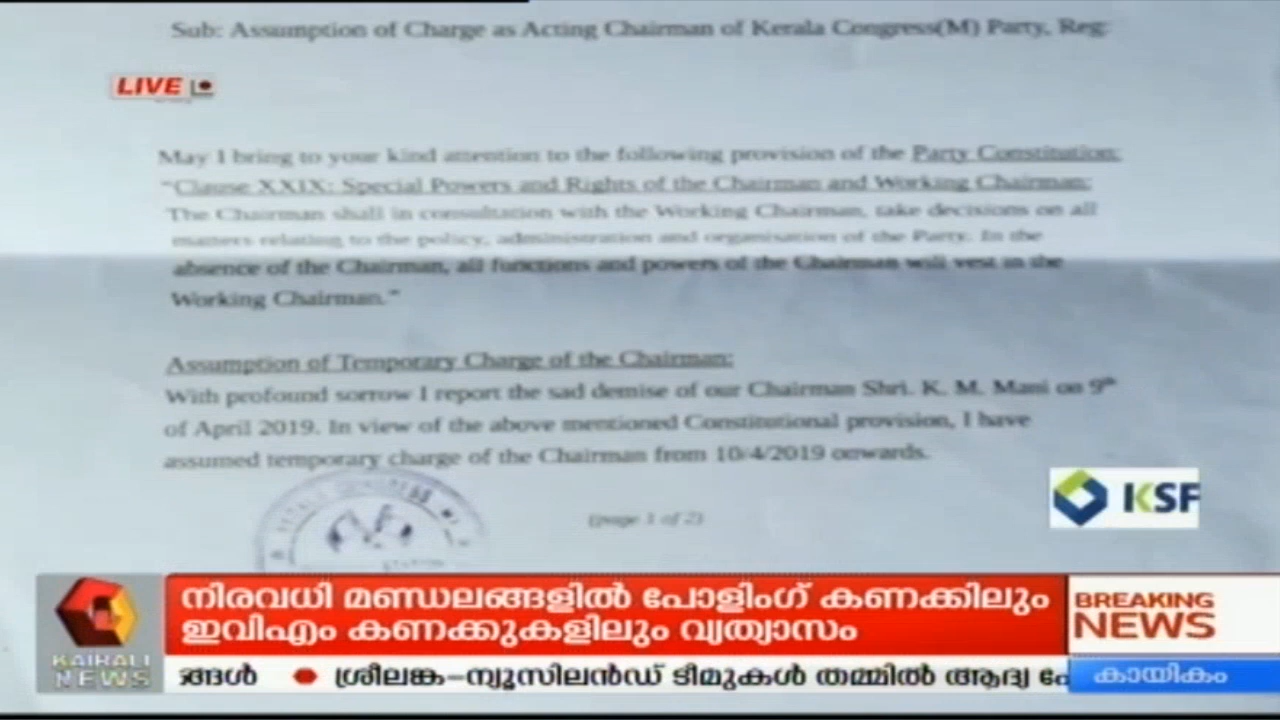 Sub: Assumption of Charge as Acting Chairman of Kerala Congress(M) Party, Reg:
LIVE
May I bring to your kind attention to the following provision of the Party Constitution:
"Clause XXIX: Special Powers and Rights of the Chairman and Working Chairman:
The Chairman shall in consultation with the Working Chairman, take decisions on all
matters relating to the policy, administration and organisation of the Party. In the
absence of the Chairman, all functions and powers of the Chairman will vest in the
Working Chairman."
Assumption of Temporary Charge of the Chairman:
With profound sorrow I report the sad demise of our Chairman Shri. K. M. Mani on 9th
of April 2019. In view of the above mentioned Constitutional provision, I have
assumed temporary charge of the Chairman from 10/4/2019 onwards.
(page 1 of 2)
KSF
നിരവധി മണ്ഡലങ്ങളിൽ പോളിംഗ് കണക്കിലും
ഇവിഎം കണക്കുകളിലും വ്യത്യാസം
BREAKING
NEWS
KAIRALI
NEWS
ങ്ങൾ ● ശ്രീലങ്ക-ന്യൂസിലൻഡ് ടീമുകൾ തമ്മിൽ ആദ്യ
കായികം